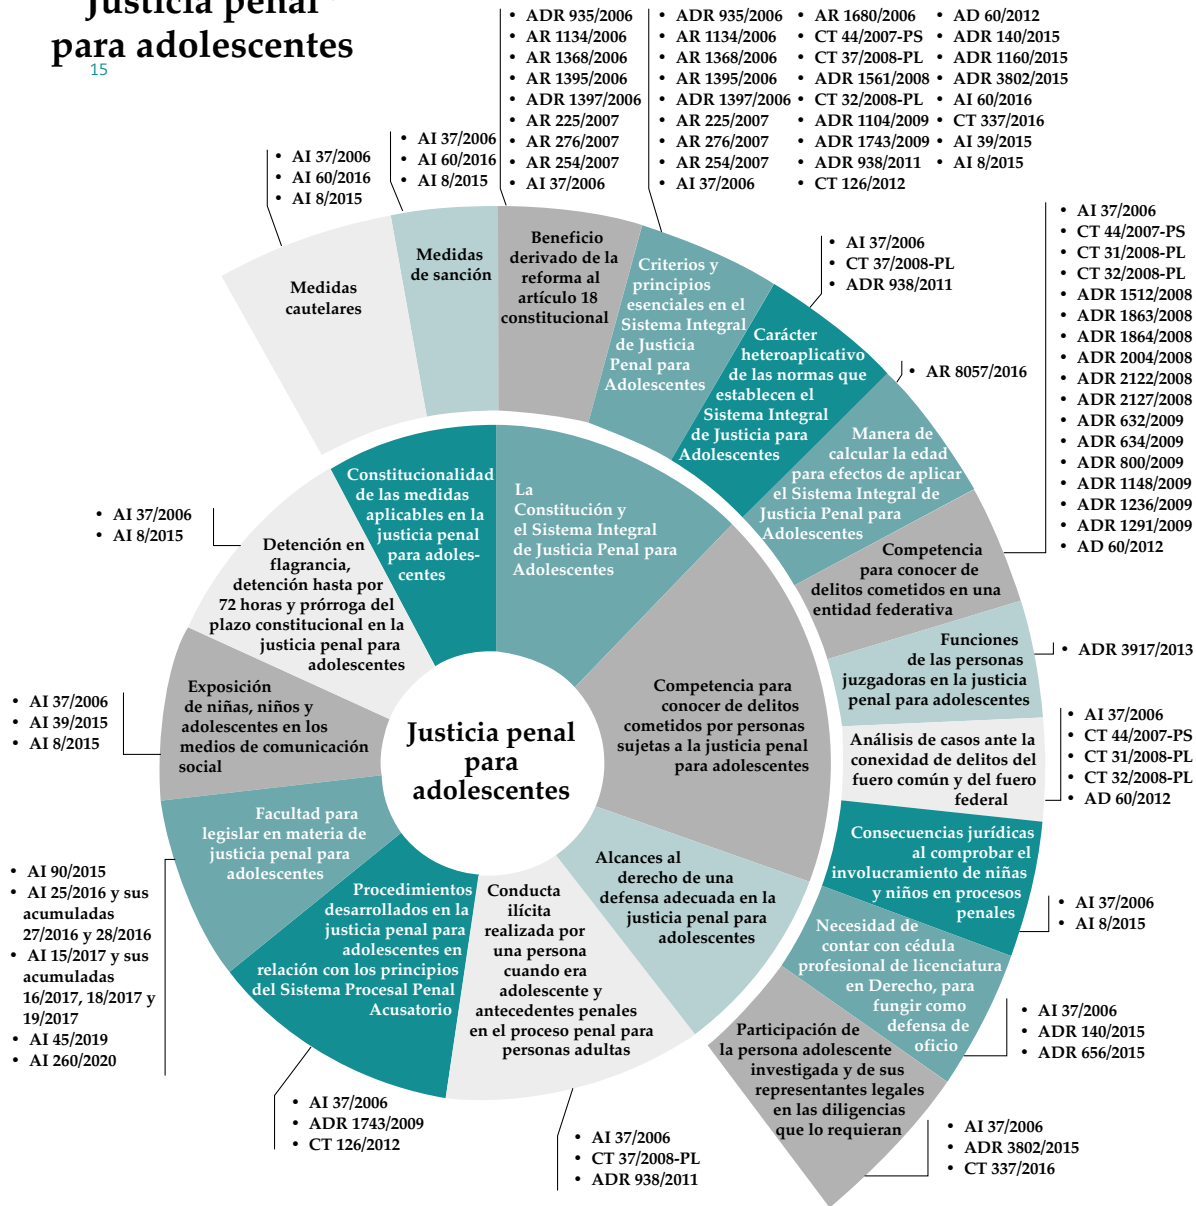 Justicia penal
para adolescentes
15
• AI 37/2006
• AI 60/2016
• AI 8/2015
• AI 37/2006
• AI 60/2016
• AI 8/2015
• ADR 935/2006
• AR 1134/2006
• AR 1368/2006
• AR 1395/2006
• ADR 1397/2006
• AR 225/2007
• AR 276/2007
• AR 254/2007
• AI 37/2006
• ADR 935/2006
• AR 1134/2006
• AR 1368/2006
• AR 1395/2006
• ADR 1397/2006
• AR 225/2007
• AR 276/2007
• AR 254/2007
• AI 37/2006
• AR 1680/2006
• CT 44/2007-PS
• CT 37/2008-PL
• ADR 1561/2008
• CT 32/2008-PL
• ADR 1104/2009
• ADR 1743/2009
• ADR 938/2011
• CT 126/2012
• AD 60/2012
• ADR 140/2015
• ADR 1160/2015
• ADR 3802/2015
• AI 60/2016
• CT 337/2016
• AI 39/2015
• AI 8/2015
Medidas
cautelares
Medidas
de sanción
Beneficio
derivado de la
reforma al
artículo 18
constitucional
Criterios y
principios
esenciales en el
Sistema Integral
de Justicia
Penal para
Adolescentes
• AI 37/2006
• CT 37/2008-PL
• ADR 938/2011
Carácter
heteroaplicativo
de las normas que
establecen el
Sistema Integral
de Justicia para
Adolescentes
• AR 8057/2016
Manera de
calcular la edad
para efectos de aplicar
el Sistema Integral de
Justicia Penal para
Adolescentes
• AI 37/2006
• CT 44/2007-PS
• CT 31/2008-PL
• CT 32/2008-PL
• ADR 1512/2008
• ADR 1863/2008
• ADR 1864/2008
• ADR 2004/2008
• ADR 2122/2008
• ADR 2127/2008
• ADR 632/2009
• ADR 634/2009
• ADR 800/2009
• ADR 1148/2009
• ADR 1236/2009
• ADR 1291/2009
• AD 60/2012
Competencia
para conocer de
delitos cometidos en una
entidad federativa
Funciones
de las personas
juzgadoras en la justicia
penal para adolescentes
• ADR 3917/2013
Análisis de casos ante la
conexidad de delitos del
fuero común y del fuero
federal
• AI 37/2006
• CT 44/2007-PS
• CT 31/2008-PL
• CT 32/2008-PL
• AD 60/2012
Consecuencias jurídicas
al comprobar el
involucramiento de niñas
y niños en procesos
penales
• AI 37/2006
• AI 8/2015
Necesidad de
contar con cédula
profesional de licenciatura
en Derecho, para
fungir como
defensa de
oficio
• AI 37/2006
• ADR 140/2015
• ADR 656/2015
Participación de
la persona adolescente
investigada y de sus
representantes legales
en las diligencias
que lo requieran
• AI 37/2006
• ADR 3802/2015
• CT 337/2016
Constitucionalidad
de las medidas
aplicables en la
justicia penal
para adoles-
centes
La
Constitución y
el Sistema Integral
de Justicia Penal para
Adolescentes
Competencia para
conocer de delitos
cometidos por personas
sujetas a la justicia penal
para adolescentes
Alcances al
derecho de una
defensa adecuada en la
justicia penal para
adolescentes
Conducta
ilícita
realizada por
una persona
cuando era
adolescente y
antecedentes penales
en el proceso penal para
personas adultas
• AI 37/2006
• CT 37/2008-PL
• ADR 938/2011
Procedimientos
desarrollados en la
justicia penal para
adolescentes en
relación con los principios
del Sistema Procesal Penal
Acusatorio
• AI 37/2006
• ADR 1743/2009
• CT 126/2012
Facultad para
legislar en materia de
justicia penal para
adolescentes
• AI 90/2015
• AI 25/2016 y sus
acumuladas
27/2016 y 28/2016
• AI 15/2017 y sus
acumuladas
16/2017, 18/2017 y
19/2017
• AI 45/2019
• AI 260/2020
Exposición
de niñas, niños y
adolescentes en los
medios de comunicación
social
• AI 37/2006
• AI 39/2015
• AI 8/2015
Detención en
flagrancia,
detención hasta por
72 horas y prórroga del
plazo constitucional en la
justicia penal para
adolescentes
• AI 37/2006
• AI 8/2015
Justicia penal
para
adolescentes